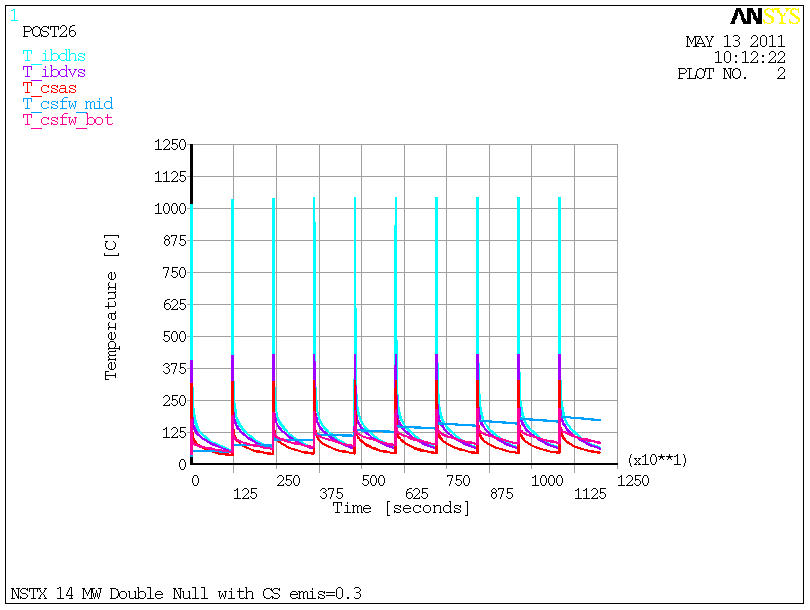 1
ANSYS
POST26
MAY 13 2011
10:12:22
PLOT NO. 2
T_ibdhs
T_ibdvs
T_csas
T_csfw_mid
T_csfw_bot
1250
1125
1000
875
750
625
500
375
250
125
0
Temperature [C]
(x10**1)
0 250 500 750 1000 1250
125 375 625 875 1125
Time [seconds]
NSTX 14 MW Double Null with CS emis=0.3